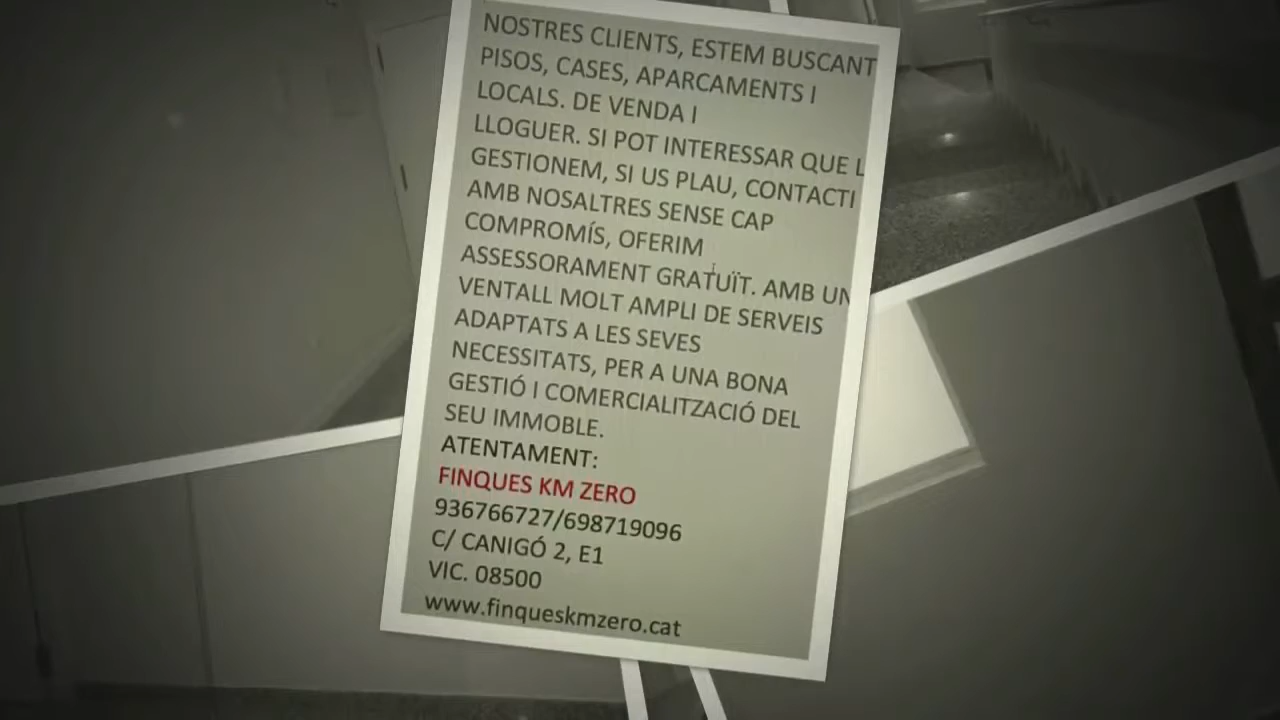 NOSTRES CLIENTS, ESTEM BUSCANT
PISOS, CASES, APARCAMENTS I
LOCALS. DE VENDA I
LLOGUER. SI POT INTERESSAR QUE L
GESTIONEM, SI US PLAU, CONTACTI
AMB NOSALTRES SENSE CAP
COMPROMÍS, OFERIM
ASSESSORAMENT GRATUÏT. AMB UN
VENTALL MOLT AMPLI DE SERVEIS
ADAPTATS A LES SEVES
NECESSITATS, PER A UNA BONA
GESTIÓ I COMERCIALITZACIÓ DEL
SEU IMMOBLE.
ATENTAMENT:
FINQUES KM ZERO
936766727/698719096
C/ CANIGÓ 2, E1
VIC. 08500
www.finqueskmzero.cat